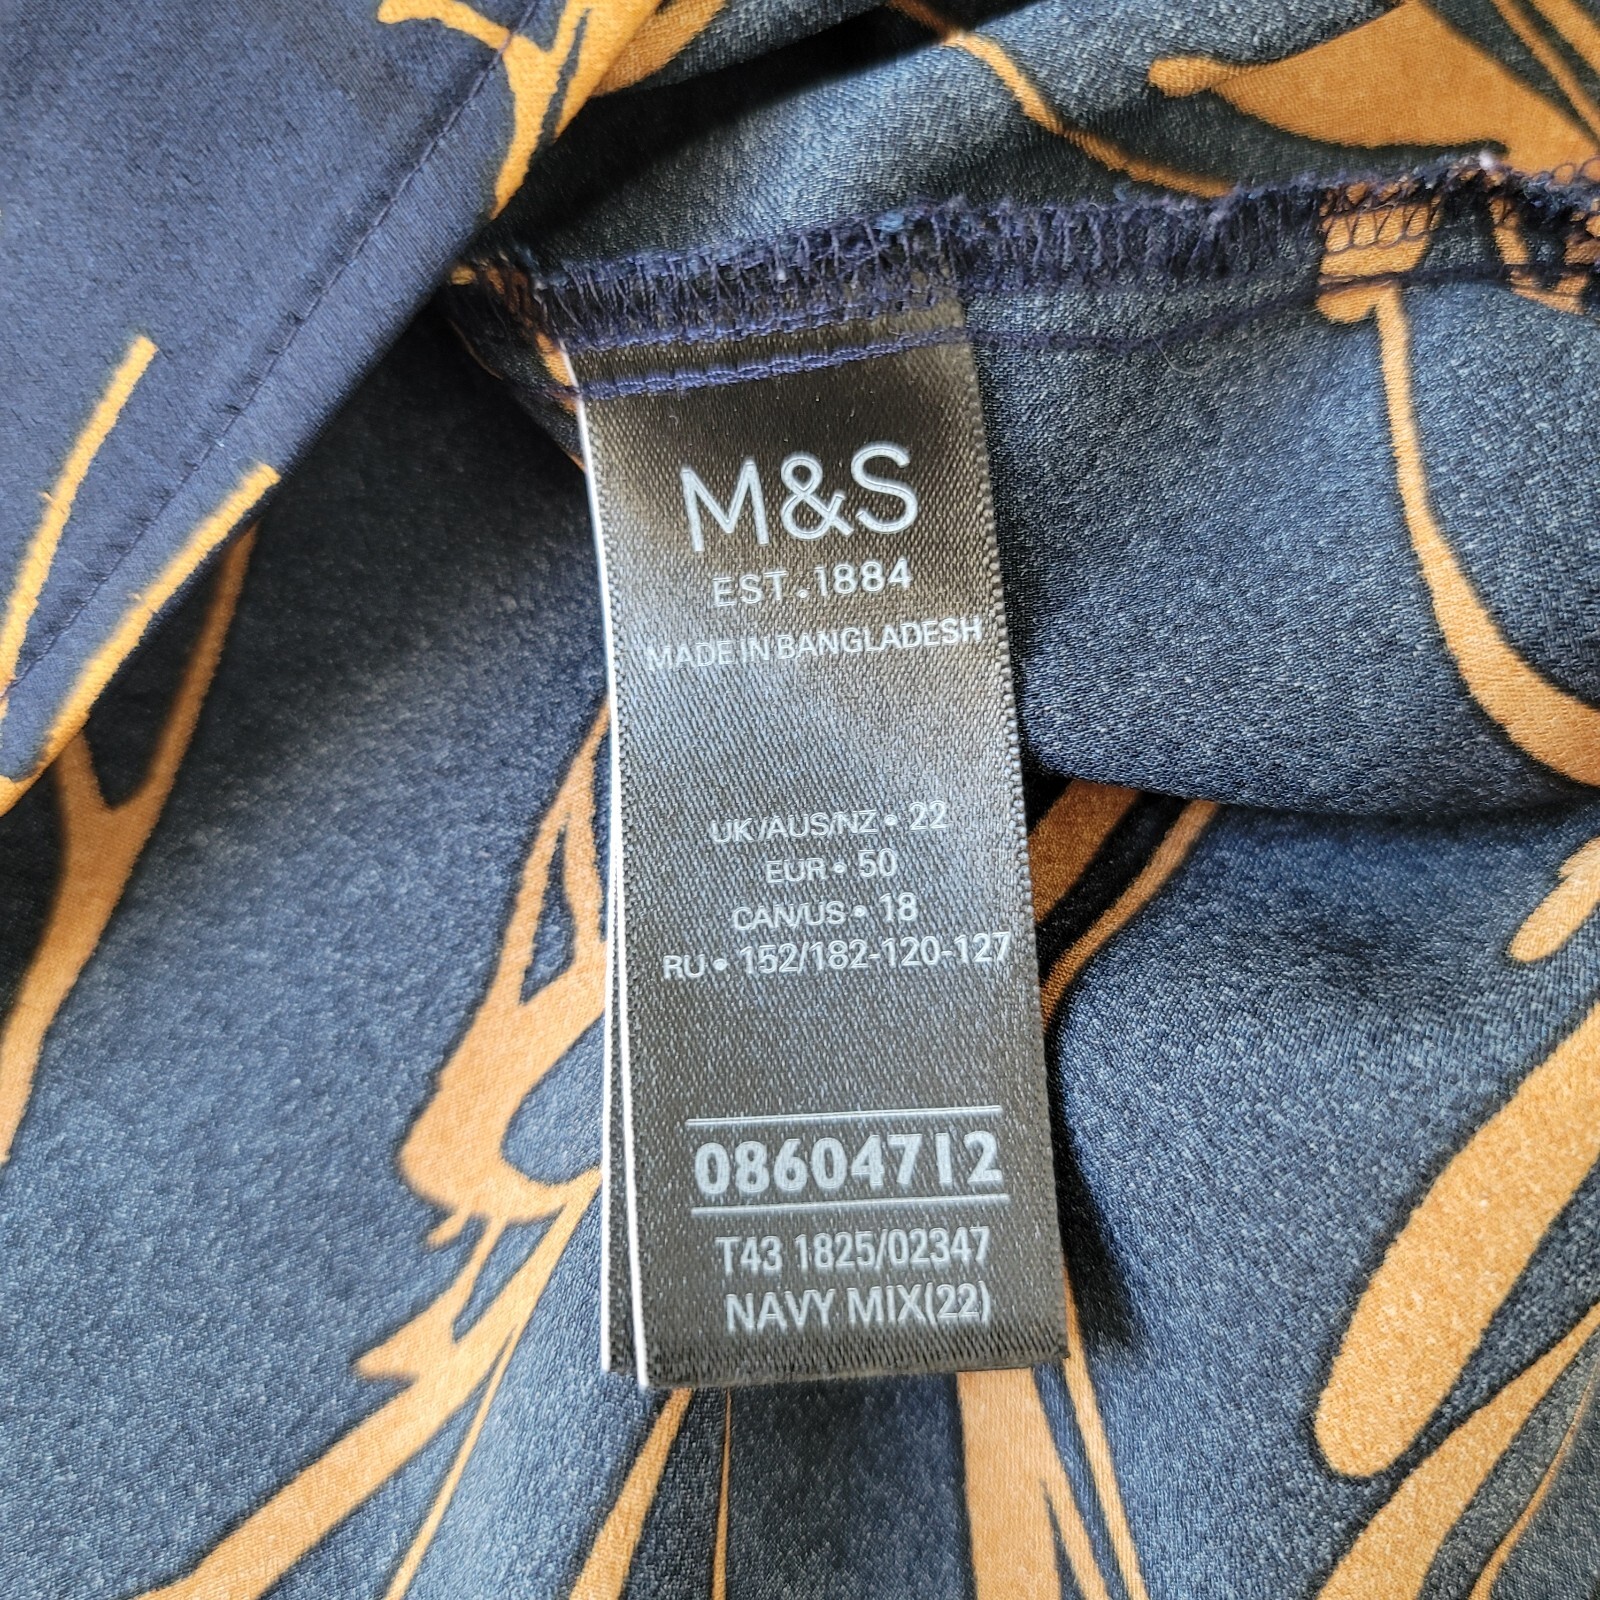 M&S
EST.1884
MADE IN BANGLADESH
UK/AUS/NZ • 22
EUR • 50
CAN/US • 18
RU • 152/182-120-127
08604712
T43 1825/02347
NAVY MIX(22)